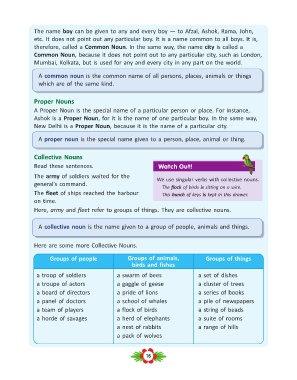 The name boy can be given to any and every boy — to Afzal, Ashok, Rama, John,
etc. It does not point out any particular boy. It is a name common to all boys. It is,
therefore, called a Common Noun. In the same way, the name city is called a
Common Noun, because it does not point out to any particular city, such as London,
Mumbai, Kolkata, but is used for any and every city in any part on the world.
A common noun is the common name of all persons, places, animals or things
which are of the same kind.
Proper Nouns
A Proper Noun is the special name of a particular person or place. For instance,
Ashok is a Proper Noun, for it is the name of one particular boy. In the same way,
New Delhi is a Proper Noun, because it is the name of a particular city.
A proper noun is the special name given to a person, place, animal or thing.
Collective Nouns
Read these sentences.
The army of soldiers waited for the
general's command.
The fleet of ships reached the harbour
on time.
Watch Out!
We use singular verbs with collective nouns.
The flock of birds is sitting on a wire.
This bunch of keys is kept in this drawer.
Here, army and fleet refer to groups of things. They are collective nouns.
A collective noun is the name given to a group of people, animals and things.
Here are some more Collective Nouns.
Groups of people
a troop of soldiers
a troupe of actors
a board of directors
a panel of doctors
a team of players
a horde of savages
Groups of animals,
birds and fishes
a swarm of bees
a gaggle of geese
a pride of lions
a school of whales
a flock of birds
a herd of elephants
a nest of rabbits
a pack of wolves
Groups of things
a set of dishes
a cluster of trees
a series of books
a pile of newspapers
a string of beads
a suite of rooms
a range of hills
16